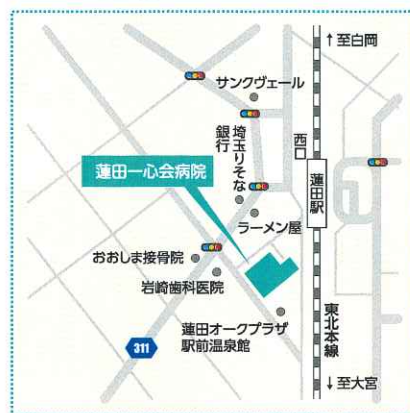 ↑至白岡
サンクヴェール
埼玉りそな
銀行
西口
蓮田一心会病院
蓮田駅
ラーメン屋
おおしま接骨院
岩崎歯科医院
蓮田オークプラザ
駅前温泉館
東北本線
311
↓至大宮